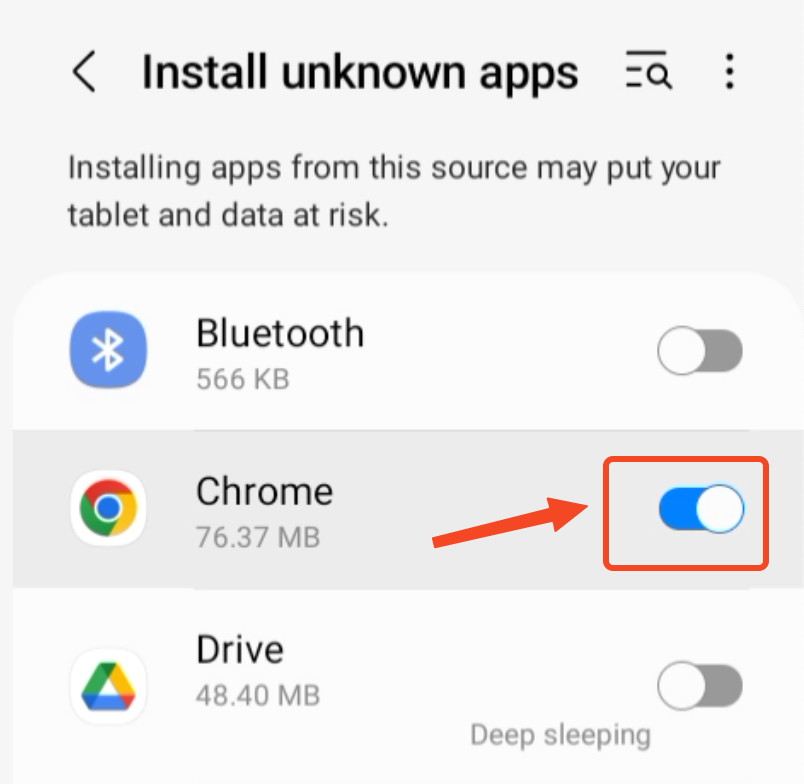 Install unknown apps
Installing apps from this source may put your
tablet and data at risk.
Bluetooth
566 KB
Chrome
76.37 MB
Drive
48.40 MB
Deep sleeping